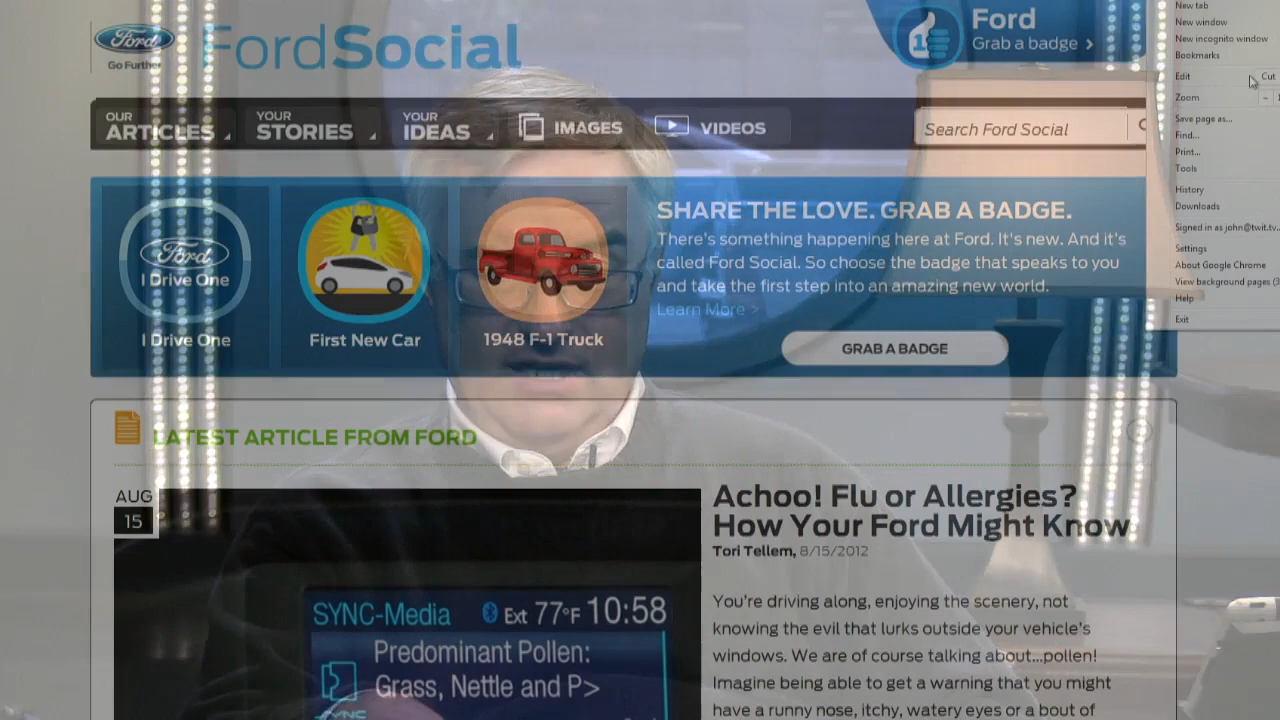 Ford
Go Further
FordSocial
Ford
Grab a badge >
1
OUR
ARTICLES
YOUR
STORIES
YOUR
IDEAS
IMAGES
VIDEOS
Search Ford Social
New tab
New window
New incognito window
Bookmarks
Edit
Cut
Zoom
Save page as...
Find...
Print...
Tools
History
Downloads
Signed in as john@twit.tv...
Settings
About Google Chrome
View background pages (3
Help
Exit
Ford
I Drive One
I Drive One
First New Car
1948 F-1 Truck
SHARE THE LOVE. GRAB A BADGE.
There's something happening here at Ford. It's new. And it's
called Ford Social. So choose the badge that speaks to you
and take the first step into an amazing new world.
Learn More >
GRAB A BADGE
LATEST ARTICLE FROM FORD
AUG
15
Achoo! Flu or Allergies?
How Your Ford Might Know
Tori Tellem, 8/15/2012
SYNC-Media
Ext 77°F 10:58
Predominant Pollen:
Grass, Nettle and P>
SYNC
You're driving along, enjoying the scenery, not
knowing the evil that lurks outside your vehicle's
windows. We are of course talking about...pollen!
Imagine being able to get a warning that you might
have a runny nose, itchy, watery eyes or a bout of